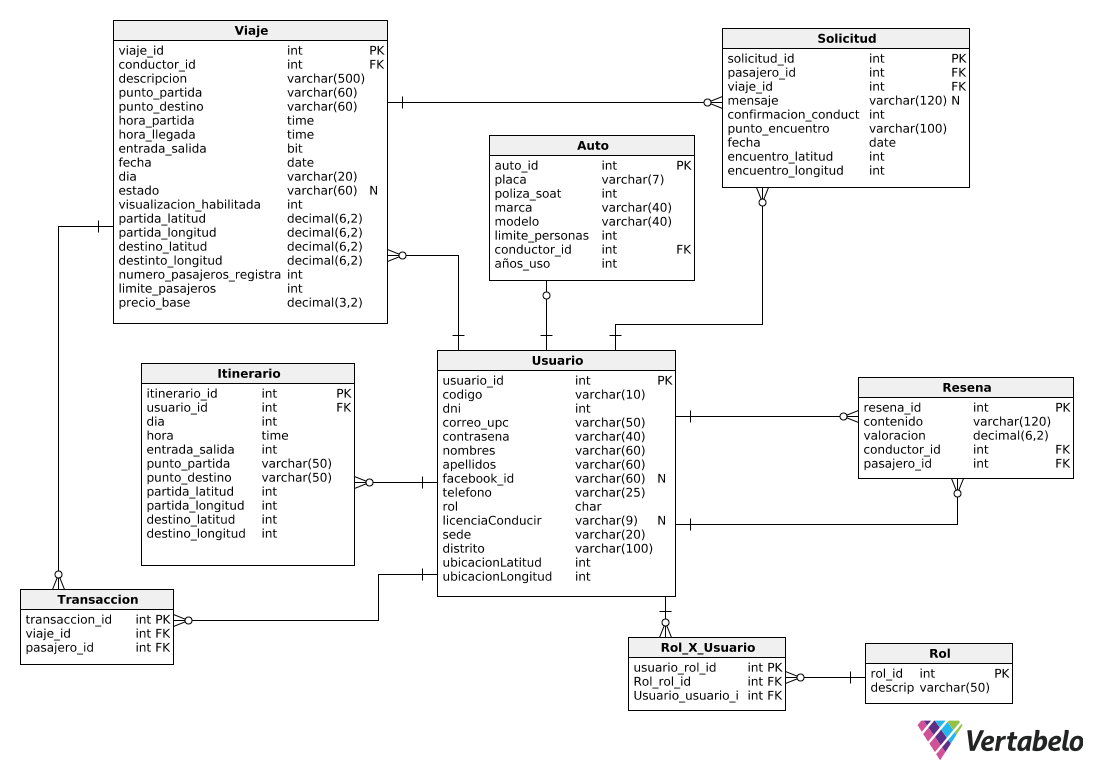 Viaje
viaje_id int PK
conductor_id int FK
descripcion varchar(500)
punto_partida varchar(60)
punto_destino varchar(60)
hora_partida time
hora_llegada time
entrada_salida bit
fecha date
dia varchar(20)
estado varchar(60) N
visualizacion_habilitada int
partida_latitud decimal(6,2)
partida_longitud decimal(6,2)
destino_latitud decimal(6,2)
destinto_longitud decimal(6,2)
numero_pasajeros_registra int
limite_pasajeros int
precio_base decimal(3,2)
Solicitud
solicitud_id int PK
pasajero_id int FK
viaje_id int FK
mensaje varchar(120) N
confirmacion_conduct int
punto_encuentro varchar(100)
fecha date
encuentro_latitud int
encuentro_longitud int
Auto
auto_id int PK
placa varchar(7)
poliza_soat int
marca varchar(40)
modelo varchar(40)
limite_personas int
conductor_id int FK
años_uso int
Itinerario
itinerario_id int PK
usuario_id int FK
dia int
hora time
entrada_salida int
punto_partida varchar(50)
punto_destino varchar(50)
partida_latitud int
partida_longitud int
destino_latitud int
destino_longitud int
Usuario
usuario_id int PK
codigo varchar(10)
dni int
correo_upc varchar(50)
contrasena varchar(40)
nombres varchar(60)
apellidos varchar(60)
facebook_id varchar(60) N
telefono varchar(25)
rol char
licenciaConducir varchar(9) N
sede varchar(20)
distrito varchar(100)
ubicacionLatitud int
ubicacionLongitud int
Resena
resena_id int PK
contenido varchar(120)
valoracion decimal(6,2)
conductor_id int FK
pasajero_id int FK
Transaccion
transaccion_id int PK
viaje_id int FK
pasajero_id int FK
Rol_X_Usuario
usuario_rol_id int PK
Rol_rol_id int FK
Usuario_usuario_i int FK
Rol
rol_id int PK
descrip varchar(50)
Vertabelo